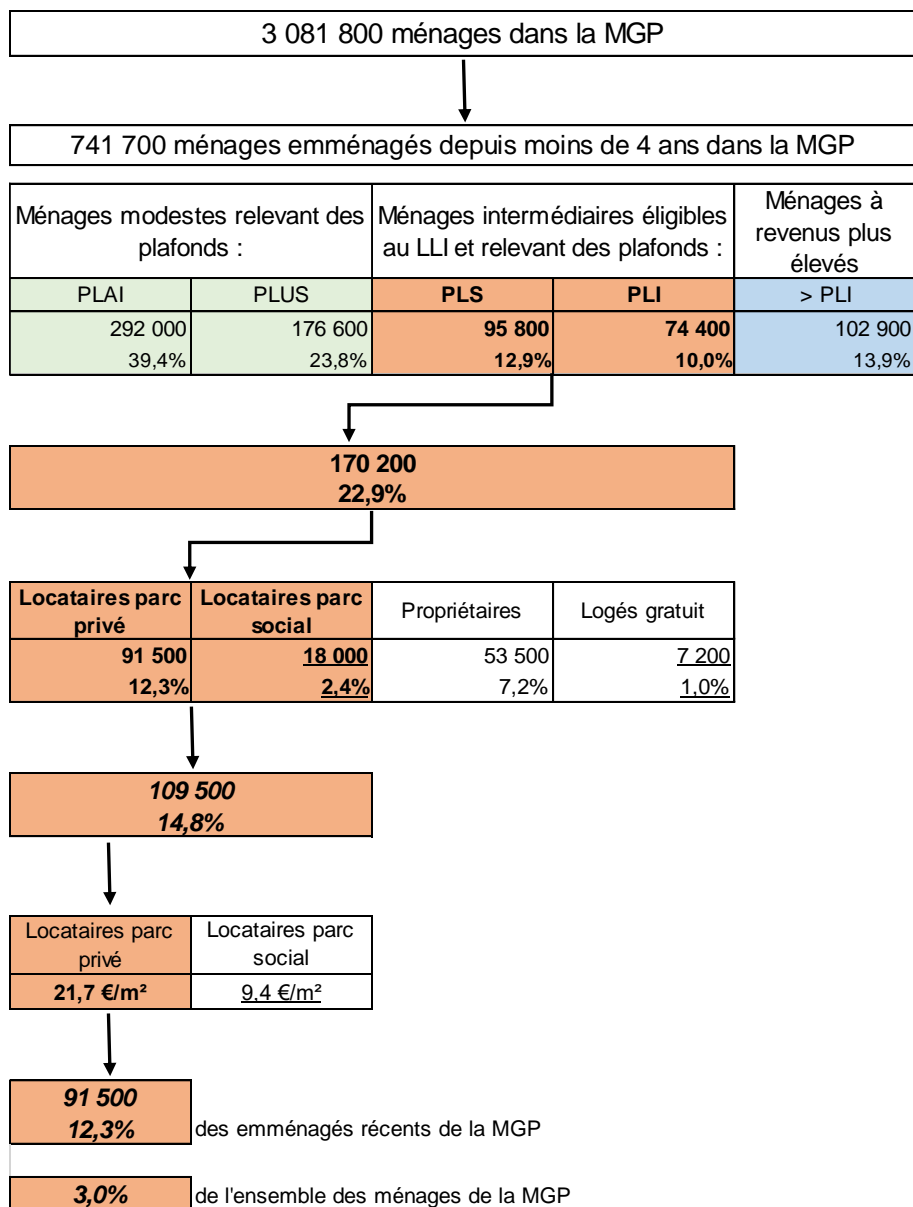 3 081 800 ménages dans la MGP
741 700 ménages emménagés depuis moins de 4 ans dans la MGP
Ménages modestes relevant des
plafonds :
Ménages intermédiaires éligibles
au LLI et relevant des plafonds :
Ménages à
revenus plus
élevés
PLAI PLUS PLS PLI > PLI
292 000 176 600 95 800 74 400 102 900
39,4% 23,8% 12,9% 10,0% 13,9%
170 200
22,9%
Locataires parc
privé
Locataires parc
social
Propriétaires
Logés gratuit
91 500 18 000 53 500 7 200
12,3% 2,4% 7,2% 1,0%
109 500
14,8%
Locataires parc
privé
Locataires parc
social
21,7 €/m² 9,4 €/m²
91 500
12,3% des emménagés récents de la MGP
3,0% de l'ensemble des ménages de la MGP